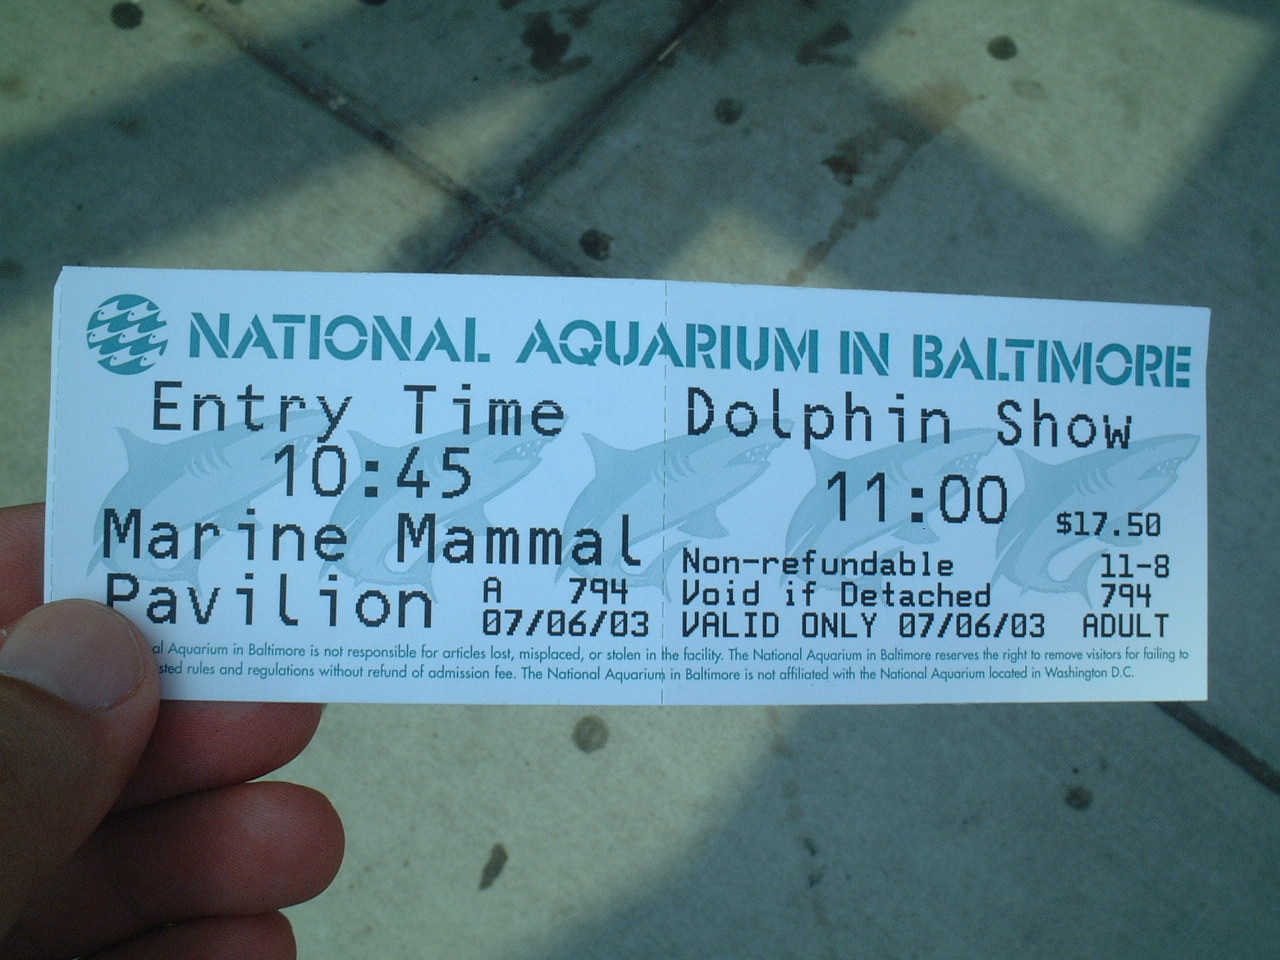 NATIONAL AQUARIUM IN BALTIMORE
Entry Time
10:45
Marine Mammal
Pavilion
A 794
07/06/03
Dolphin Show
11:00
$17.50
Non-refundable 11-8
Void if Detached 794
VALID ONLY 07/06/03 ADULT
Aquarium in Baltimore is not responsible for articles lost, misplaced, or stolen in the facility. The National Aquarium in Baltimore reserves the right to remove visitors for failing to
rules and regulations without refund of admission fee. The National Aquarium in Baltimore is not affiliated with the National Aquarium located in Washington D.C.